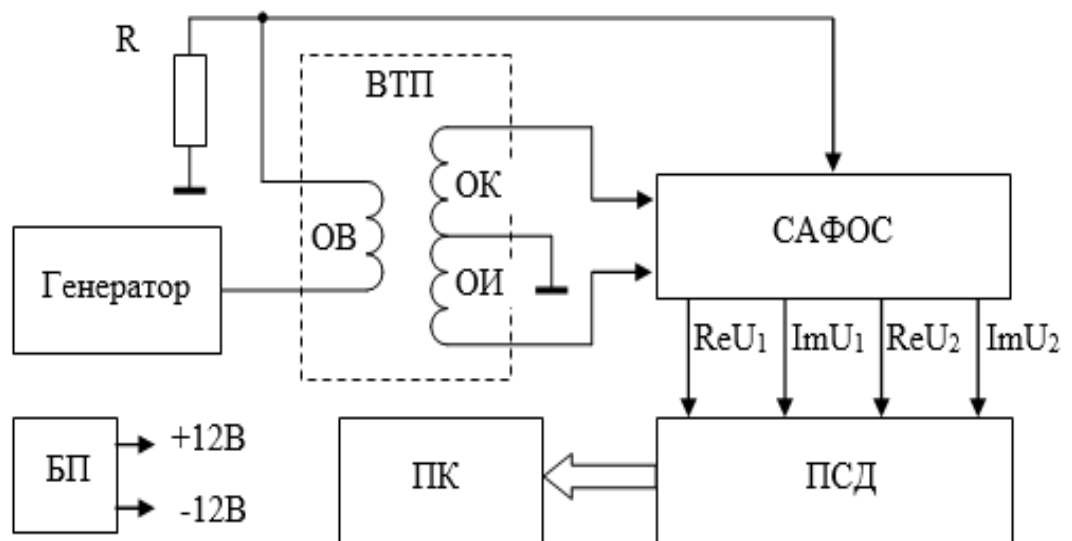 R
ВТП
ОК
ОВ
ОИ
САФОС
Генератор
ReU₁ ImU₁ ReU₂ ImU₂
БП
+12В
-12В
ПК
ПСД